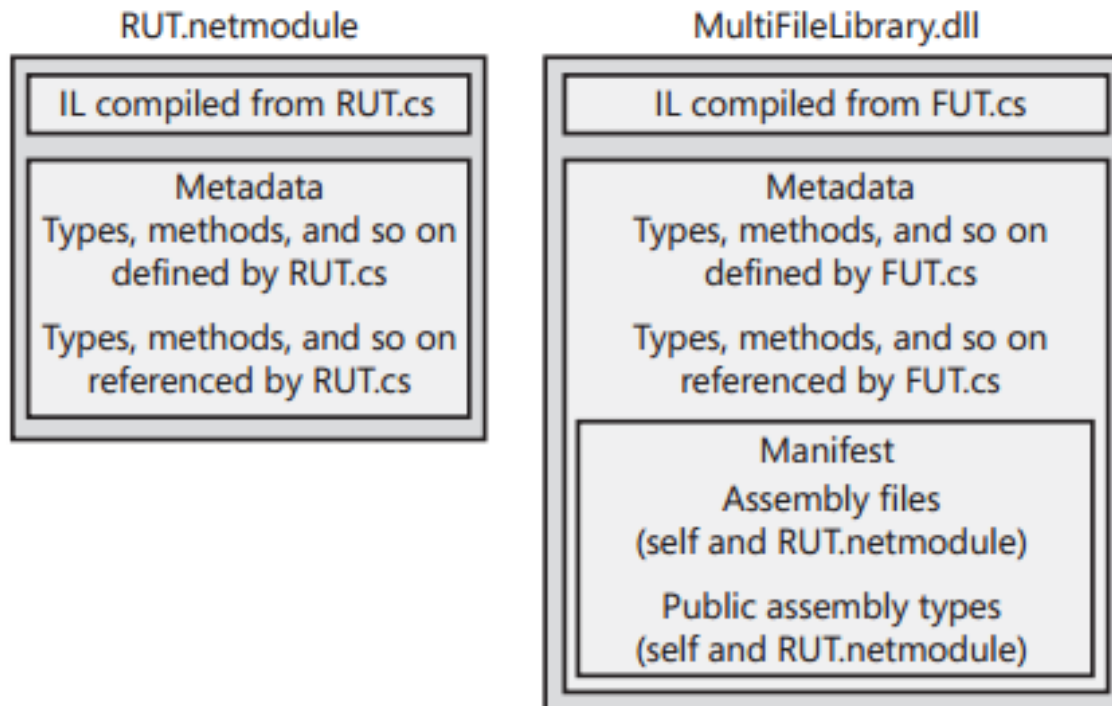 RUT.netmodule
IL compiled from RUT.cs
Metadata
Types, methods, and so on
defined by RUT.cs
Types, methods, and so on
referenced by RUT.cs
MultiFileLibrary.dll
IL compiled from FUT.cs
Metadata
Types, methods, and so on
defined by FUT.cs
Types, methods, and so on
referenced by FUT.cs
Manifest
Assembly files
(self and RUT.netmodule)
Public assembly types
(self and RUT.netmodule)